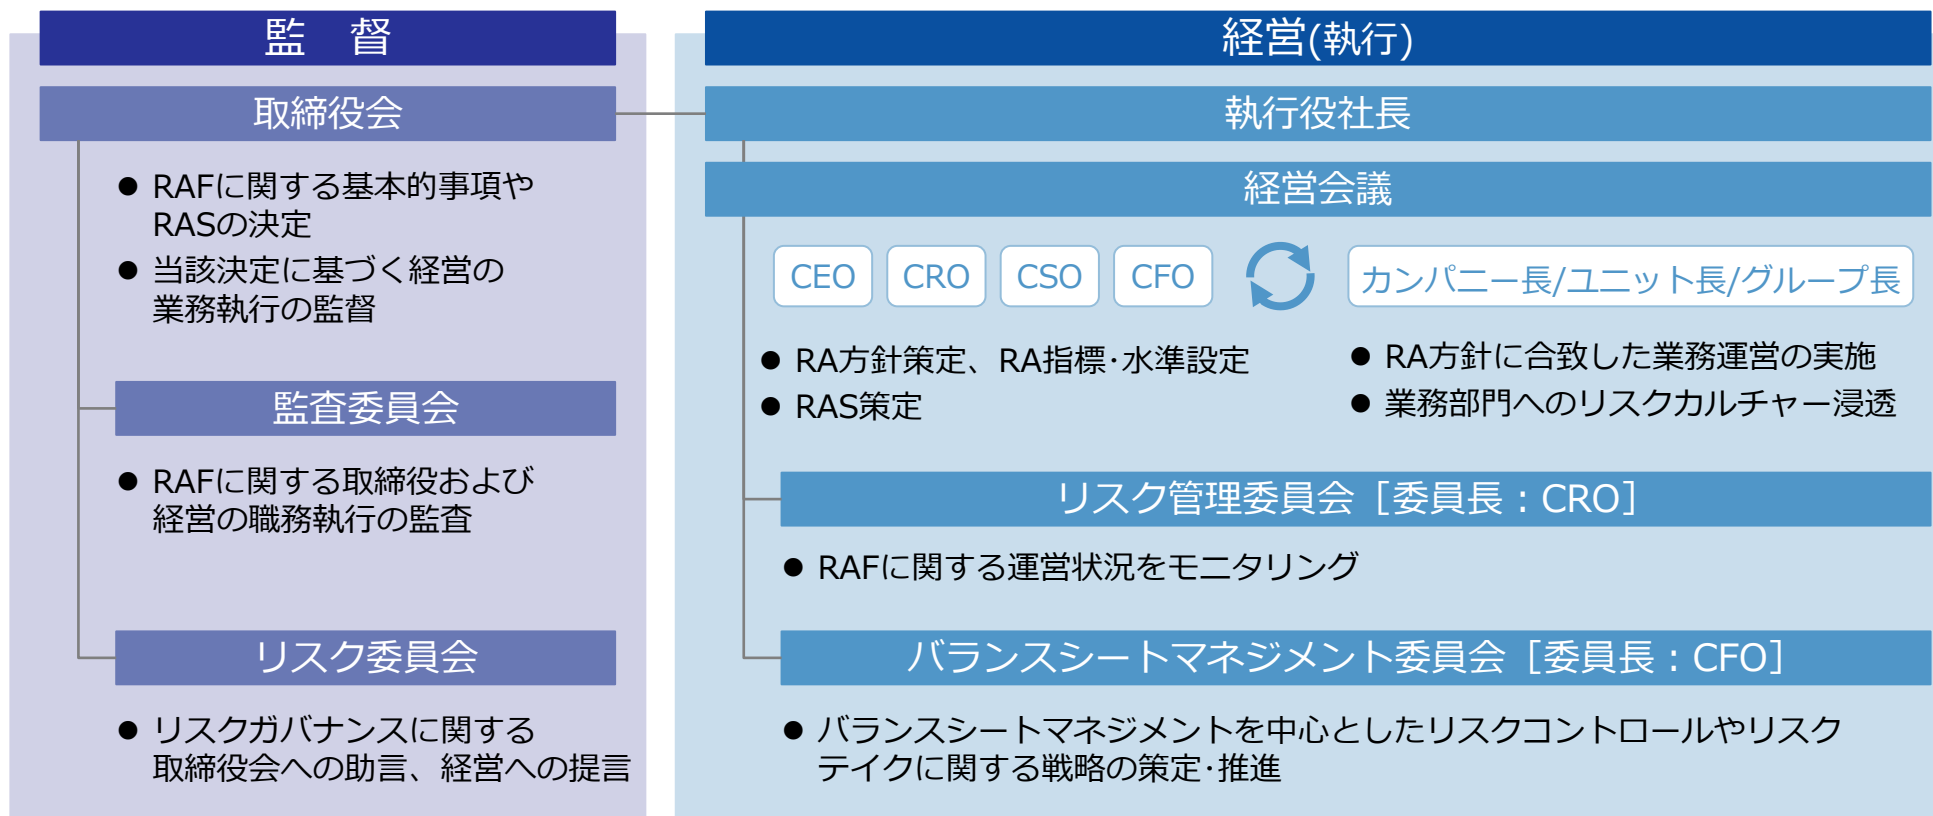 監　督
取締役会
● RAFに関する基本的事項や
RASの決定
● 当該決定に基づく経営の
業務執行の監督
監査委員会
● RAFに関する取締役および
経営の職務執行の監査
リスク委員会
● リスクガバナンスに関する
取締役会への助言、経営への提言
経営(執行)
執行役社長
経営会議
CEO CRO CSO CFO カンパニー長/ユニット長/グループ長
● RA方針策定、RA指標･水準設定
● RAS策定
● RA方針に合致した業務運営の実施
● 業務部門へのリスクカルチャー浸透
リスク管理委員会［委員長：CRO］
● RAFに関する運営状況をモニタリング
バランスシートマネジメント委員会［委員長：CFO］
● バランスシートマネジメントを中心としたリスクコントロールやリスク
テイクに関する戦略の策定･推進